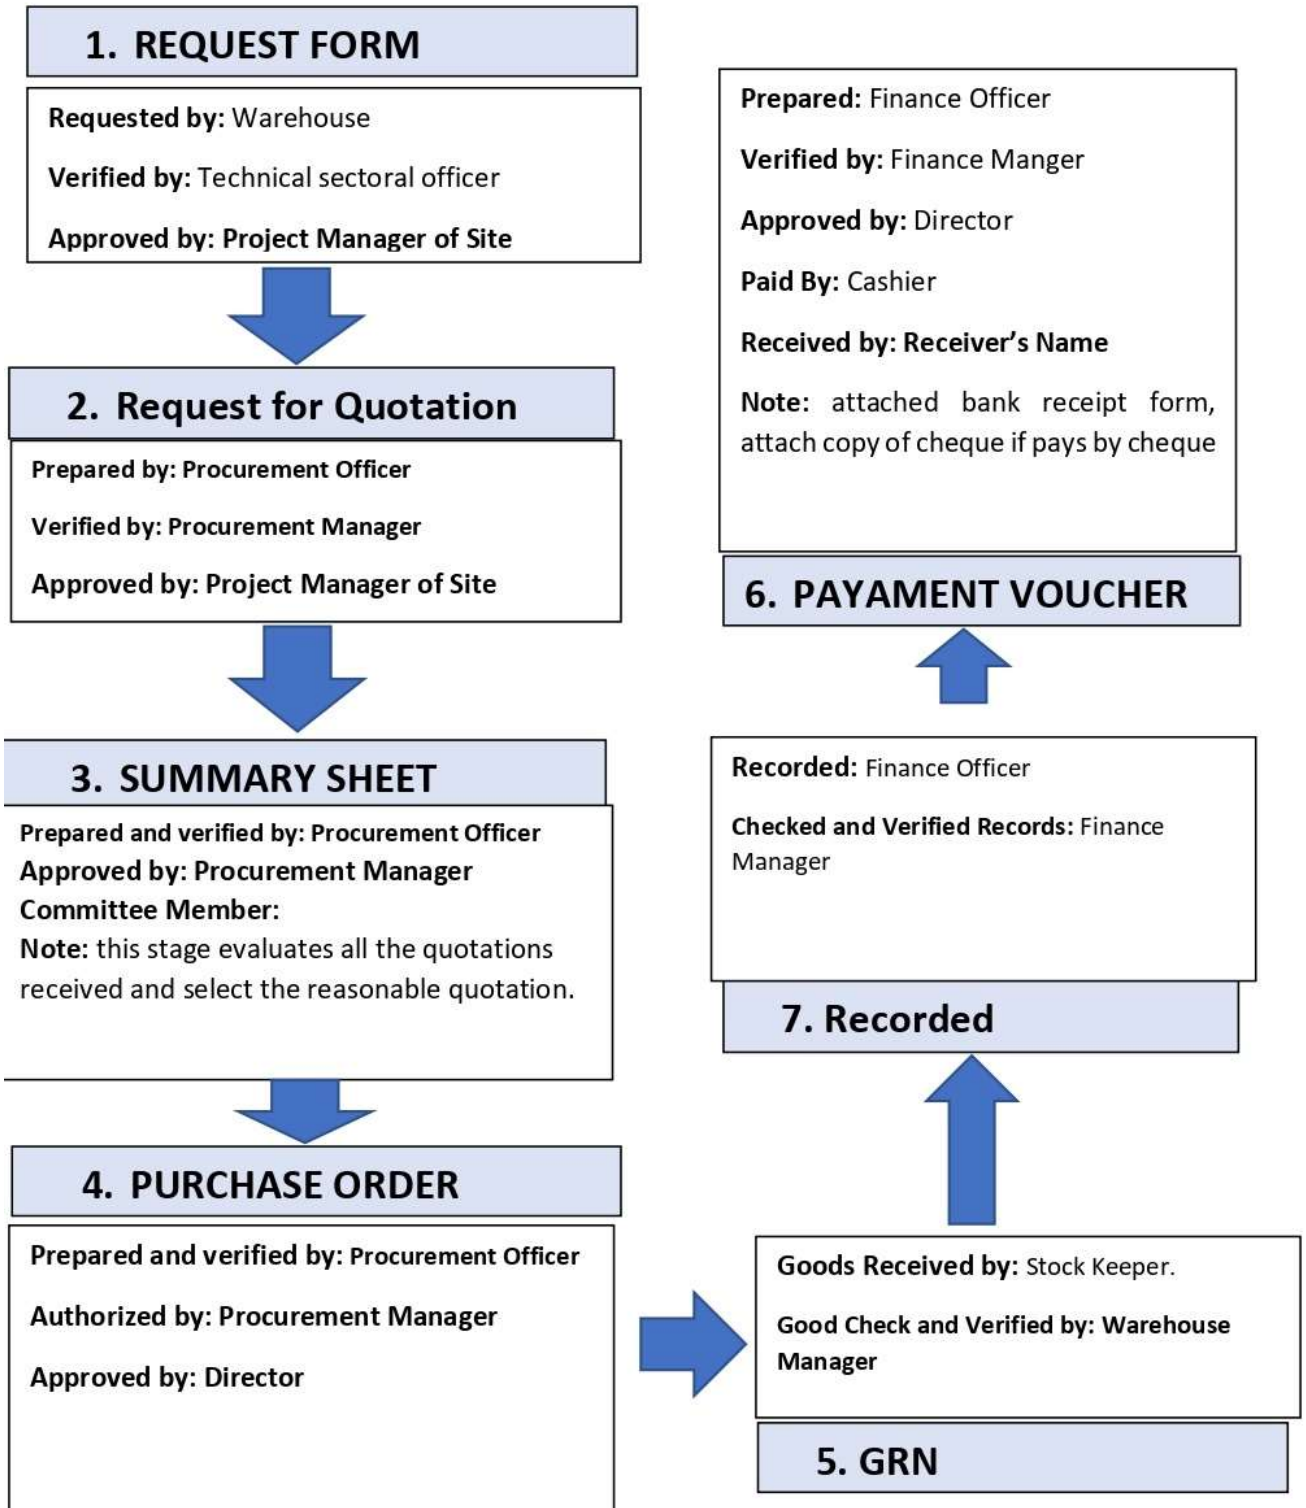 1. REQUEST FORM
Requested by: Warehouse
Verified by: Technical sectoral officer
Approved by: Project Manager of Site
2. Request for Quotation
Prepared by: Procurement Officer
Verified by: Procurement Manager
Approved by: Project Manager of Site
3. SUMMARY SHEET
Prepared and verified by: Procurement Officer
Approved by: Procurement Manager
Committee Member:
Note: this stage evaluates all the quotations
received and select the reasonable quotation.
4. PURCHASE ORDER
Prepared and verified by: Procurement Officer
Authorized by: Procurement Manager
Approved by: Director
Goods Received by: Stock Keeper.
Good Check and Verified by: Warehouse
Manager
5. GRN
Recorded: Finance Officer
Checked and Verified Records: Finance
Manager
7. Recorded
Prepared: Finance Officer
Verified by: Finance Manger
Approved by: Director
Paid By: Cashier
Received by: Receiver’s Name
Note: attached bank receipt form,
attach copy of cheque if pays by cheque
6. PAYAMENT VOUCHER